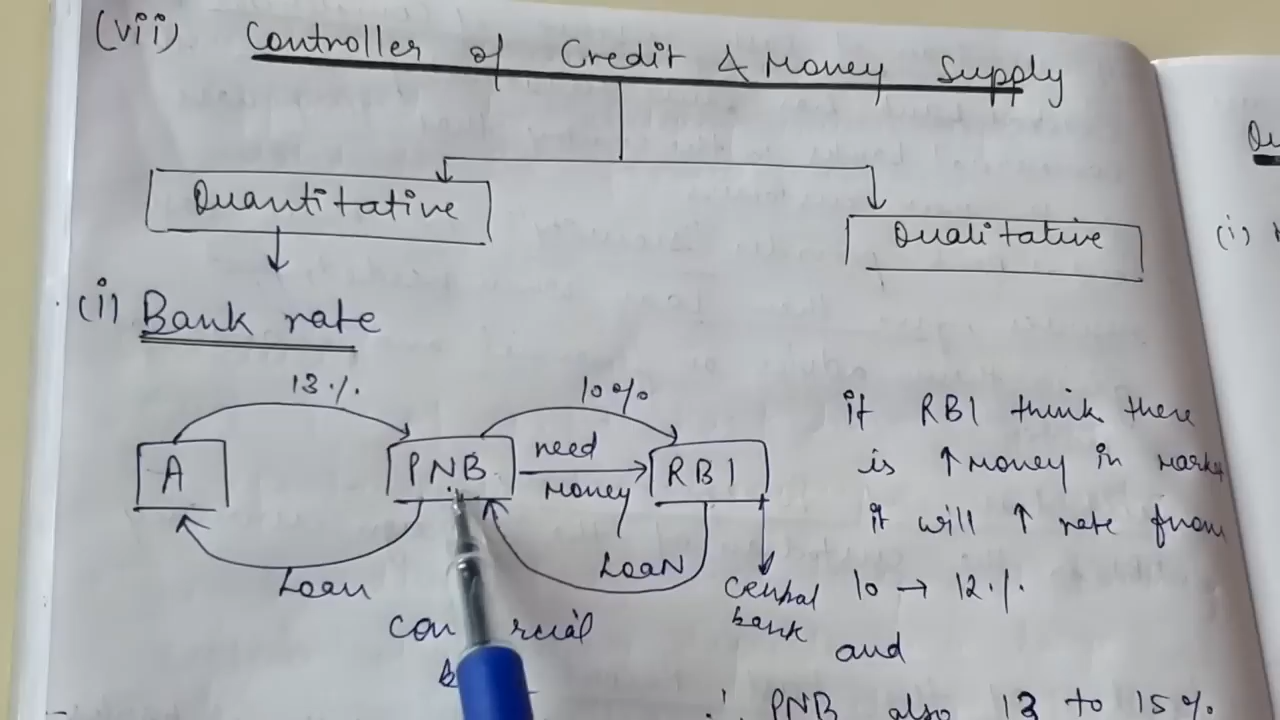 (vii) Controller of Credit & Money Supply
Quantitative
Qualitative
(i) Bank rate
13%
10%
A
PNB
need
Money
RBI
Loan
Loan
central
bank
if RBI think there
is ↑ Money in
it will ↑ rate from
10 → 12%
and
∴ PNB also 13 to 15%
(i)